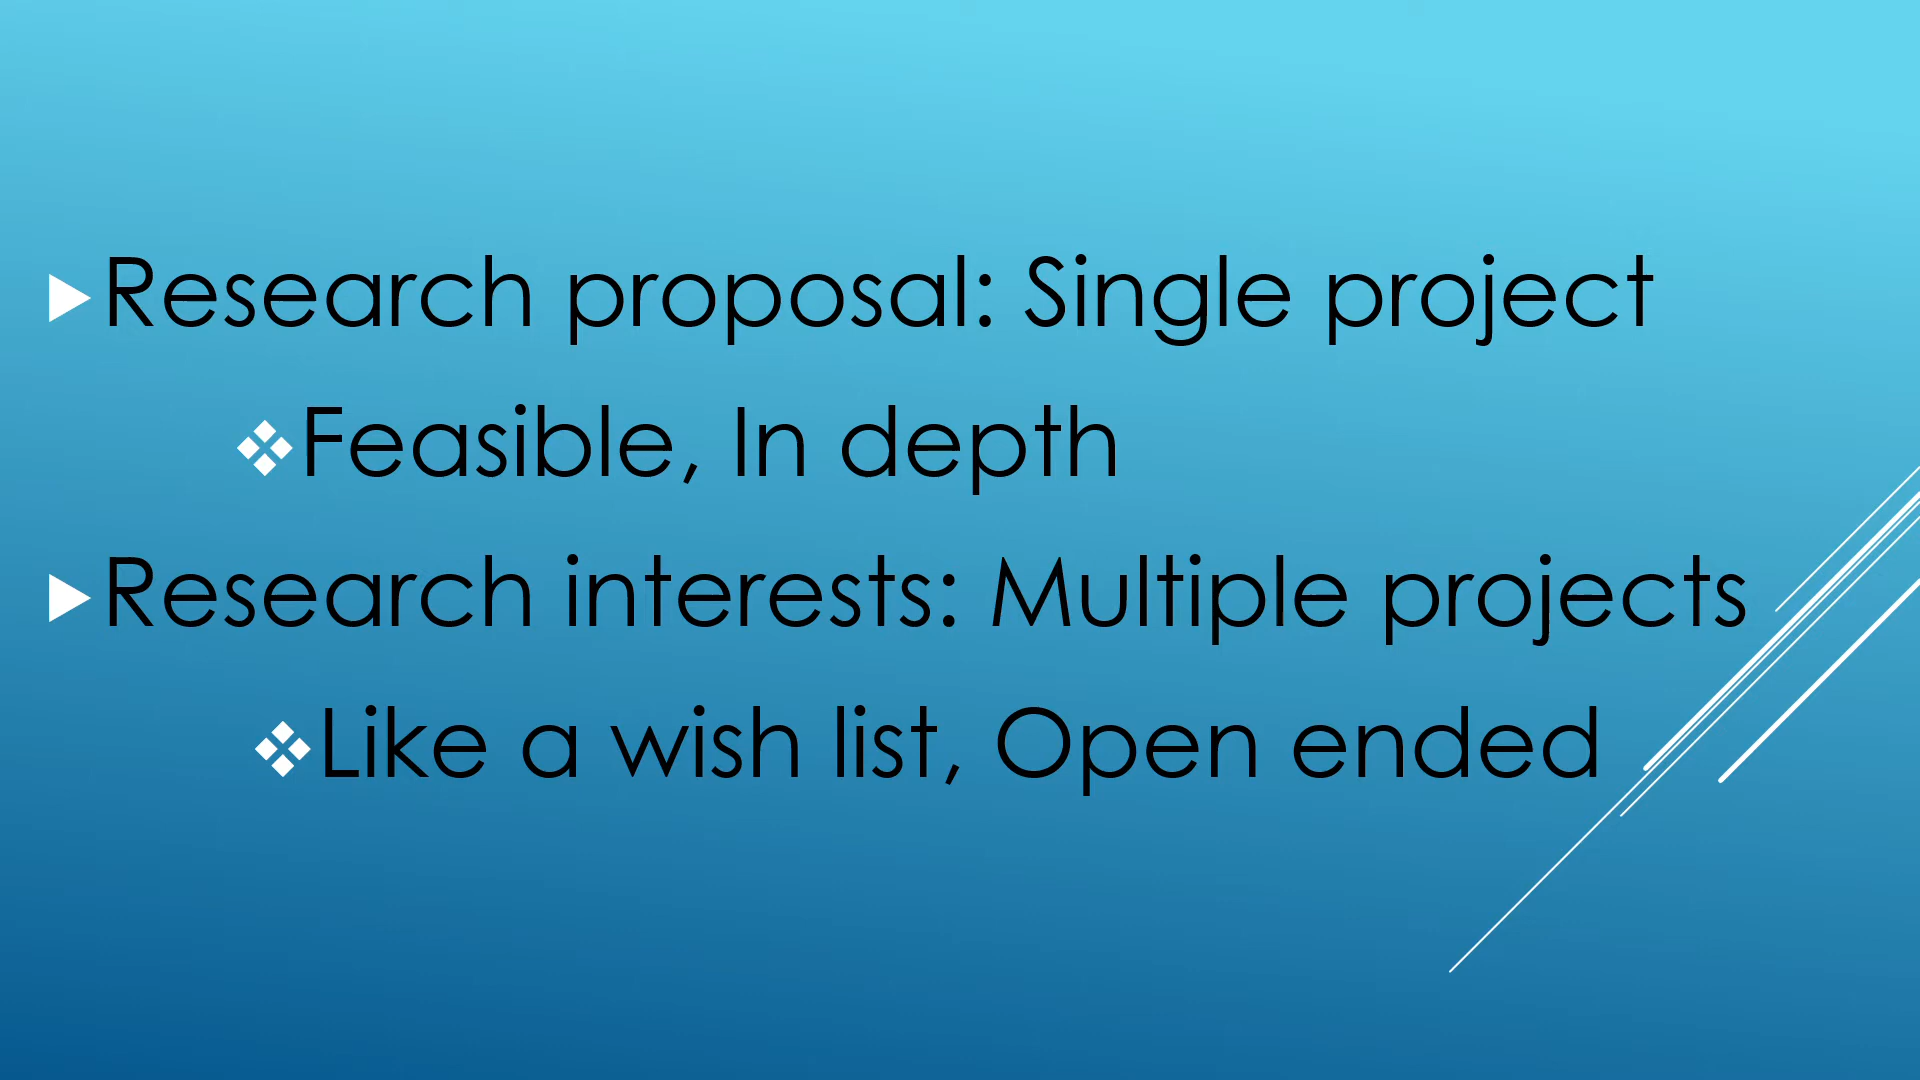 Research proposal: Single project
Feasible, In depth
Research interests: Multiple projects
Like a wish list, Open ended